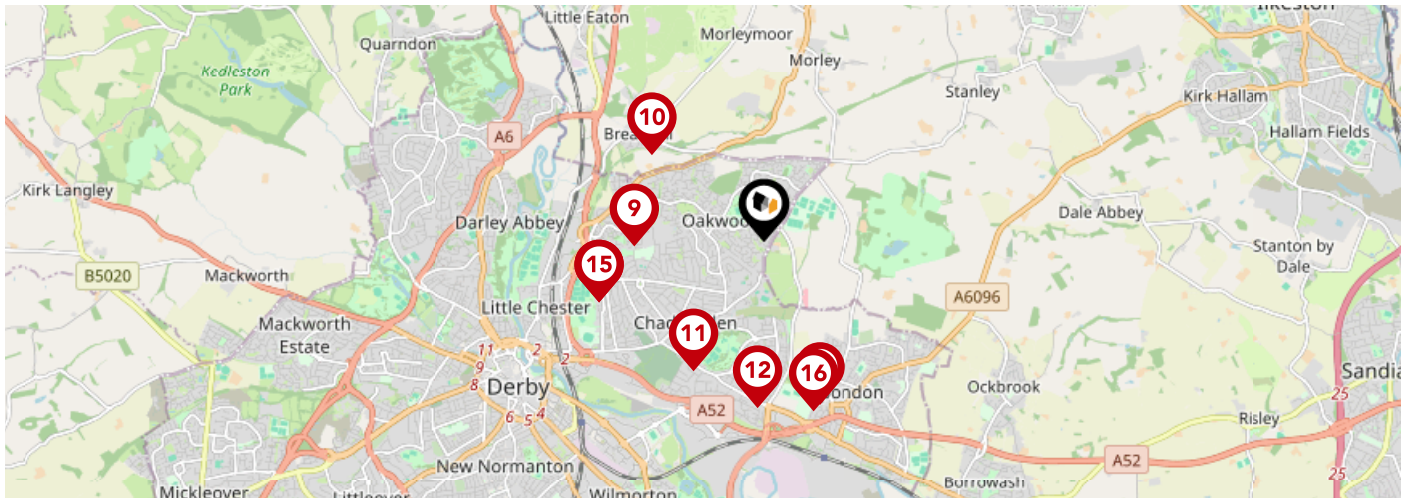 Little Eaton
Ilkeston
Quarndon
Morleymoor
Morley
Kedleston
Park
Stanley
Kirk Hallam
10
A6
Hallam Fields
Kirk Langley
9
Darley Abbey
Dale Abbey
Stanton by
Dale
15
B5020
Mackworth
Little Chester
A6096
Mackworth
Estate
11
11
2
2
9
8
12
16
Derby
6
5
4
A52
Ockbrook
25
Risley
A52
New Normanton
25
Mickleover
Littleover
Wilmorton
Borrowash